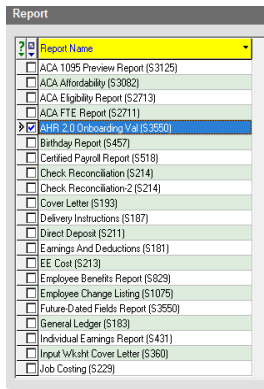 Report
Report Name
ACA 1095 Preview Report (S3125)
ACA Affordability (S3082)
ACA Eligibility Report (S2713)
ACA FTE Report (S2711)
AHR 2.0 Onboarding Val (S3550)
Birthday Report (S457)
Certified Payroll Report (S518)
Check Reconciliation (S214)
Check Reconciliation-2 (S214)
Cover Letter (S193)
Delivery Instructions (S187)
Direct Deposit (S211)
Earnings And Deductions (S181)
EE Cost (S213)
Employee Benefits Report (S829)
Employee Change Listing (S1075)
Future-Dated Fields Report (S3550)
General Ledger (S183)
Individual Earnings Report (S431)
Input Wksht Cover Letter (S360)
Job Costing (S229)